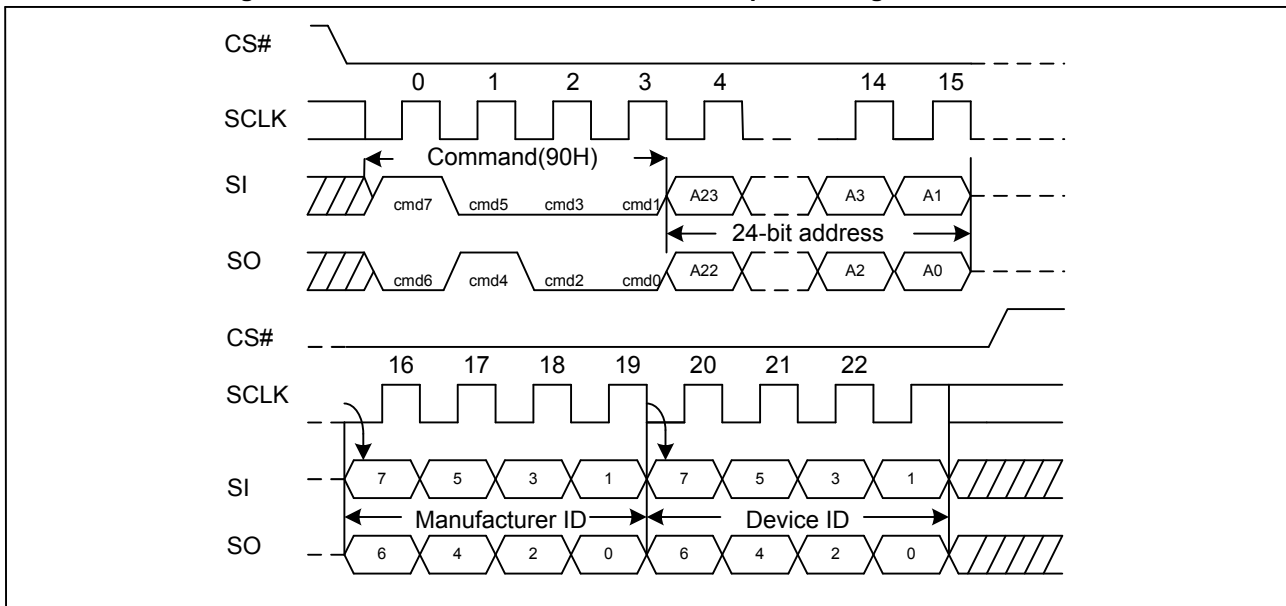 CS#
0 1 2 3 4 14 15
SCLK
Command(90H)
SI
cmd7 cmd5 cmd3 cmd1 A23 A3 A1
24-bit address
SO
cmd6 cmd4 cmd2 cmd0 A22 A2 A0
CS#
16 17 18 19 20 21 22
SCLK
SI
7 5 3 1 7 5 3 1
Manufacturer ID Device ID
SO
6 4 2 0 6 4 2 0